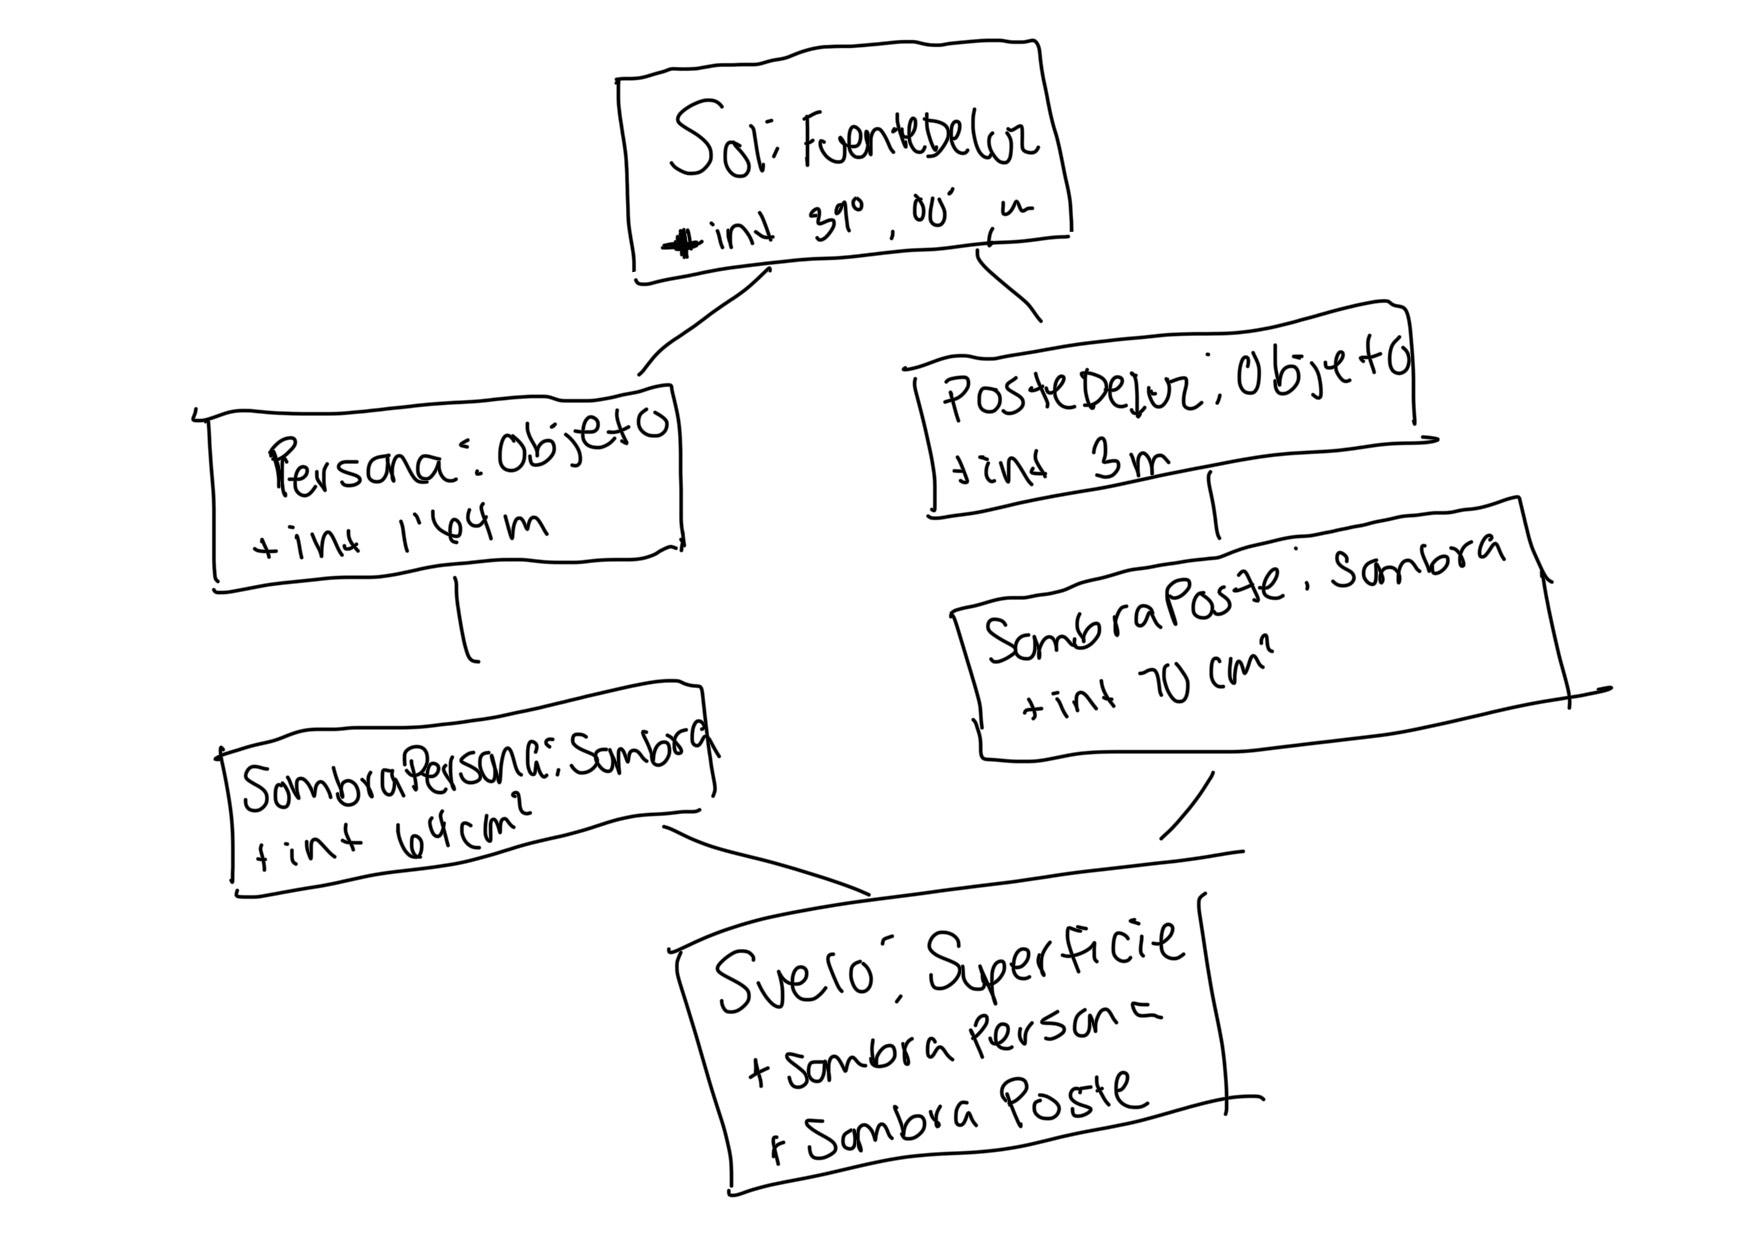 Sol: FuenteDeLuz
+ int 39º, 00'
Persona: Objeto
+ int 1'64m
PosteDeLuz: Objeto
+ int 3m
SombraPoste: Sombra
+ int 70 cm²
SombraPersona: Sombra
+ int 64cm²
Suelo: Superficie
+ Sombra Persona
+ Sombra Poste